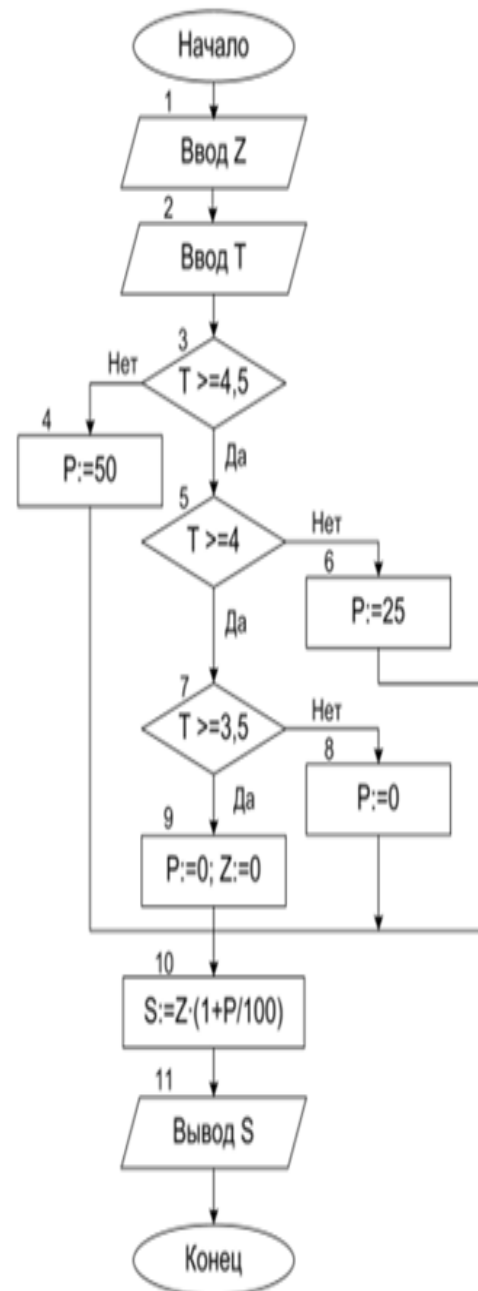 Начало
1
Ввод Z
2
Ввод T
3
Нет
T >=4,5
4
P:=50
Да
5
Нет
T >=4
6
P:=25
Да
7
Нет
T >=3,5
8
P:=0
Да
9
P:=0; Z:=0
10
S:=Z·(1+P/100)
11
Вывод S
Конец